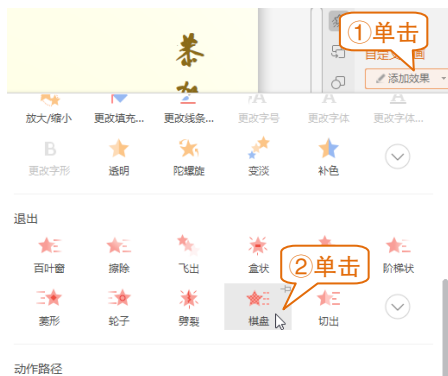 茶
①单击
自定义动画
添加效果
放大/缩小 更改填充... 更改线条... 更改字号 更改字体 更改字体...
更改字形 透明 陀螺旋 变淡 补色
退出
百叶窗 擦除 飞出 盒状 阶梯状
②单击
菱形 轮子 劈裂 棋盘 切出
动作路径